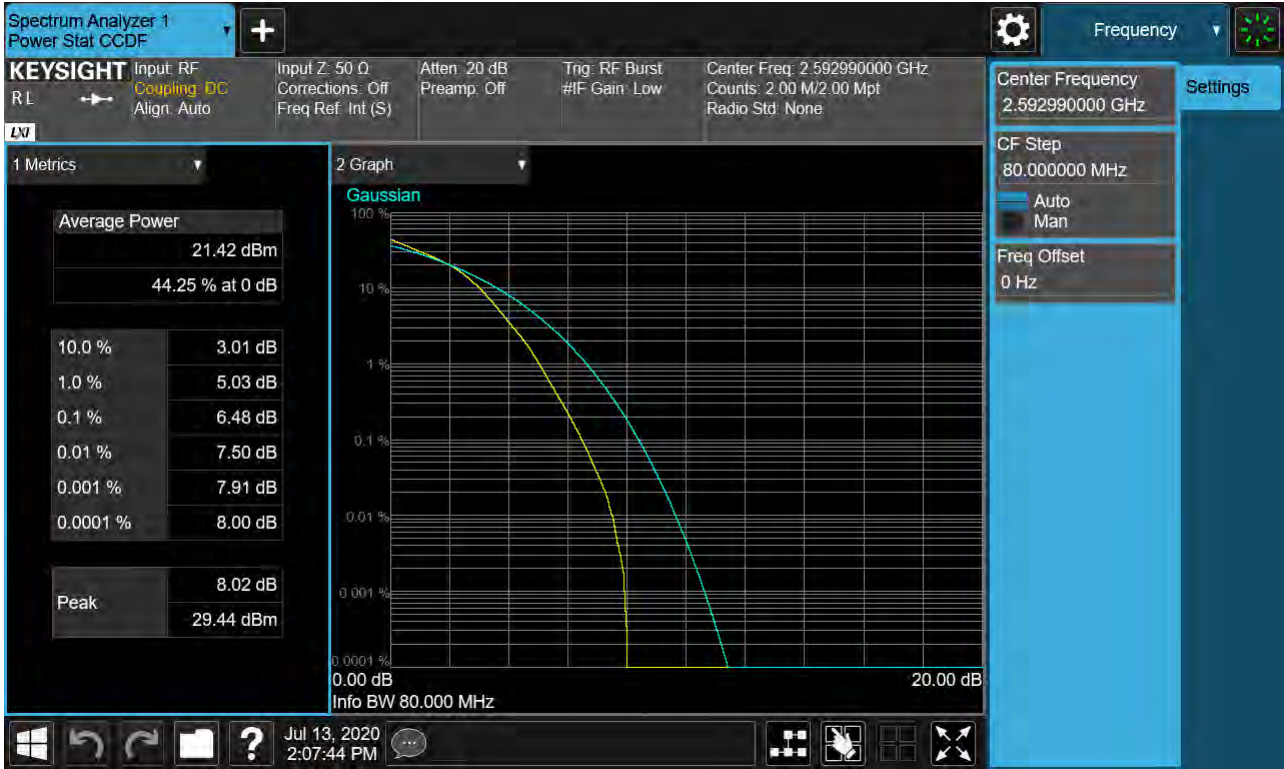 Spectrum Analyzer 1
Power Stat CCDF
Frequency
KEYSIGHT
R L
LXI
Input: RF
Coupling: DC
Align: Auto
Input Z: 50 Ω
Corrections: Off
Freq Ref: Int (S)
Atten: 20 dB
Preamp: Off
Trig: RF Burst
#IF Gain: Low
Center Freq: 2.592990000 GHz
Counts: 2.00 M/2.00 Mpt
Radio Std: None
Center Frequency
2.592990000 GHz
Settings
CF Step
80.000000 MHz
Auto
Man
Freq Offset
0 Hz
1 Metrics
Average Power
21.42 dBm
44.25 % at 0 dB
10.0 % 3.01 dB
1.0 % 5.03 dB
0.1 % 6.48 dB
0.01 % 7.50 dB
0.001 % 7.91 dB
0.0001 % 8.00 dB
Peak
8.02 dB
29.44 dBm
2 Graph
Gaussian
100 %
10 %
1 %
0.1 %
0.01 %
0.001 %
0.0001 %
0.00 dB 20.00 dB
Info BW 80.000 MHz
?
Jul 13, 2020
2:07:44 PM